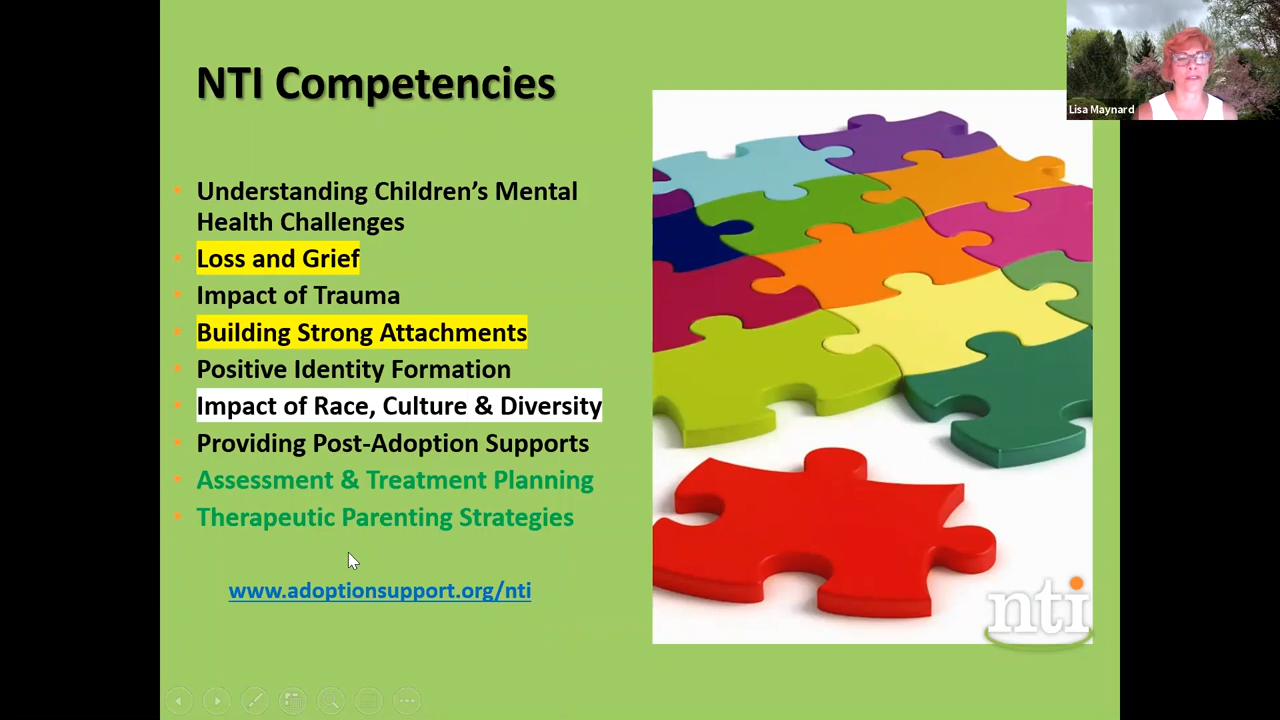 NTI Competencies
Lisa Maynard
• Understanding Children’s Mental
Health Challenges
• Loss and Grief
• Impact of Trauma
• Building Strong Attachments
• Positive Identity Formation
• Impact of Race, Culture & Diversity
• Providing Post-Adoption Supports
• Assessment & Treatment Planning
• Therapeutic Parenting Strategies
www.adoptionsupport.org/nti
nti